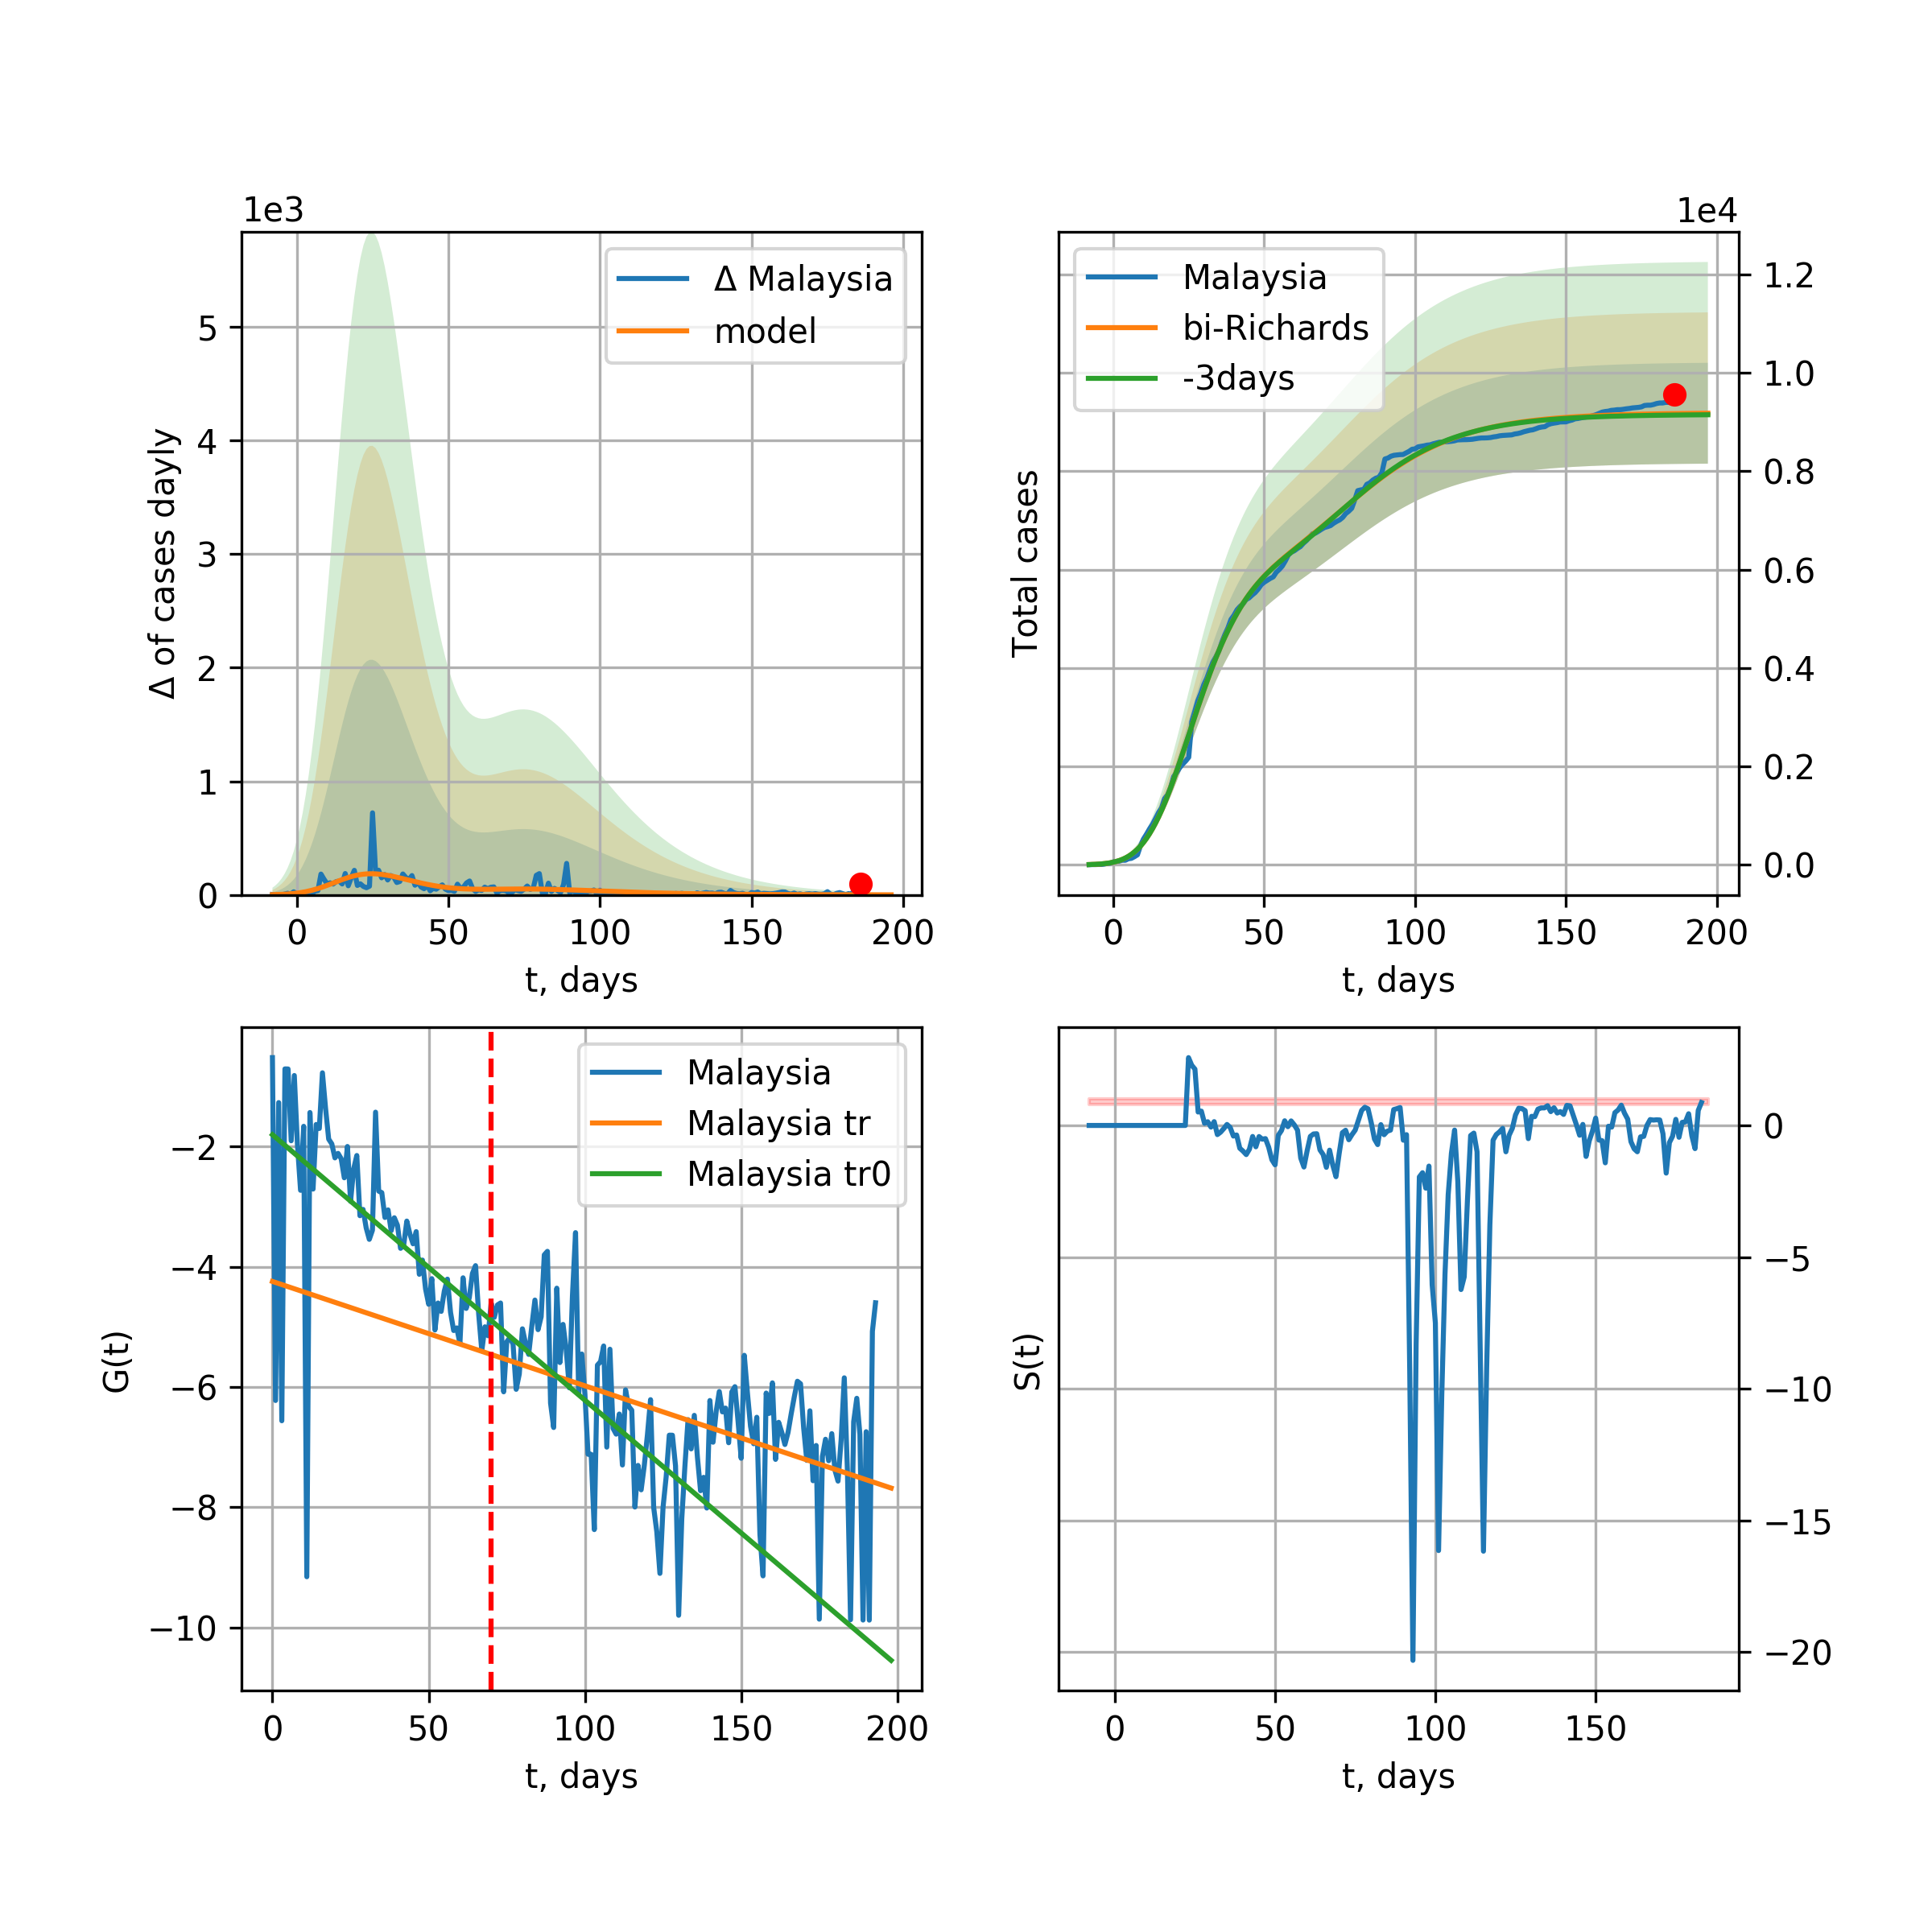 1e3
Δ of cases dayly
5
4
3
2
1
0
0 50 100 150 200
t, days
Δ Malaysia
model
1e4
Total cases
1.2
1.0
0.8
0.6
0.4
0.2
0.0
0 50 100 150 200
t, days
Malaysia
bi-Richards
-3days
G(t)
−2
−4
−6
−8
−10
0 50 100 150 200
t, days
Malaysia
Malaysia tr
Malaysia tr0
S(t)
0
−5
−10
−15
−20
0 50 100 150
t, days